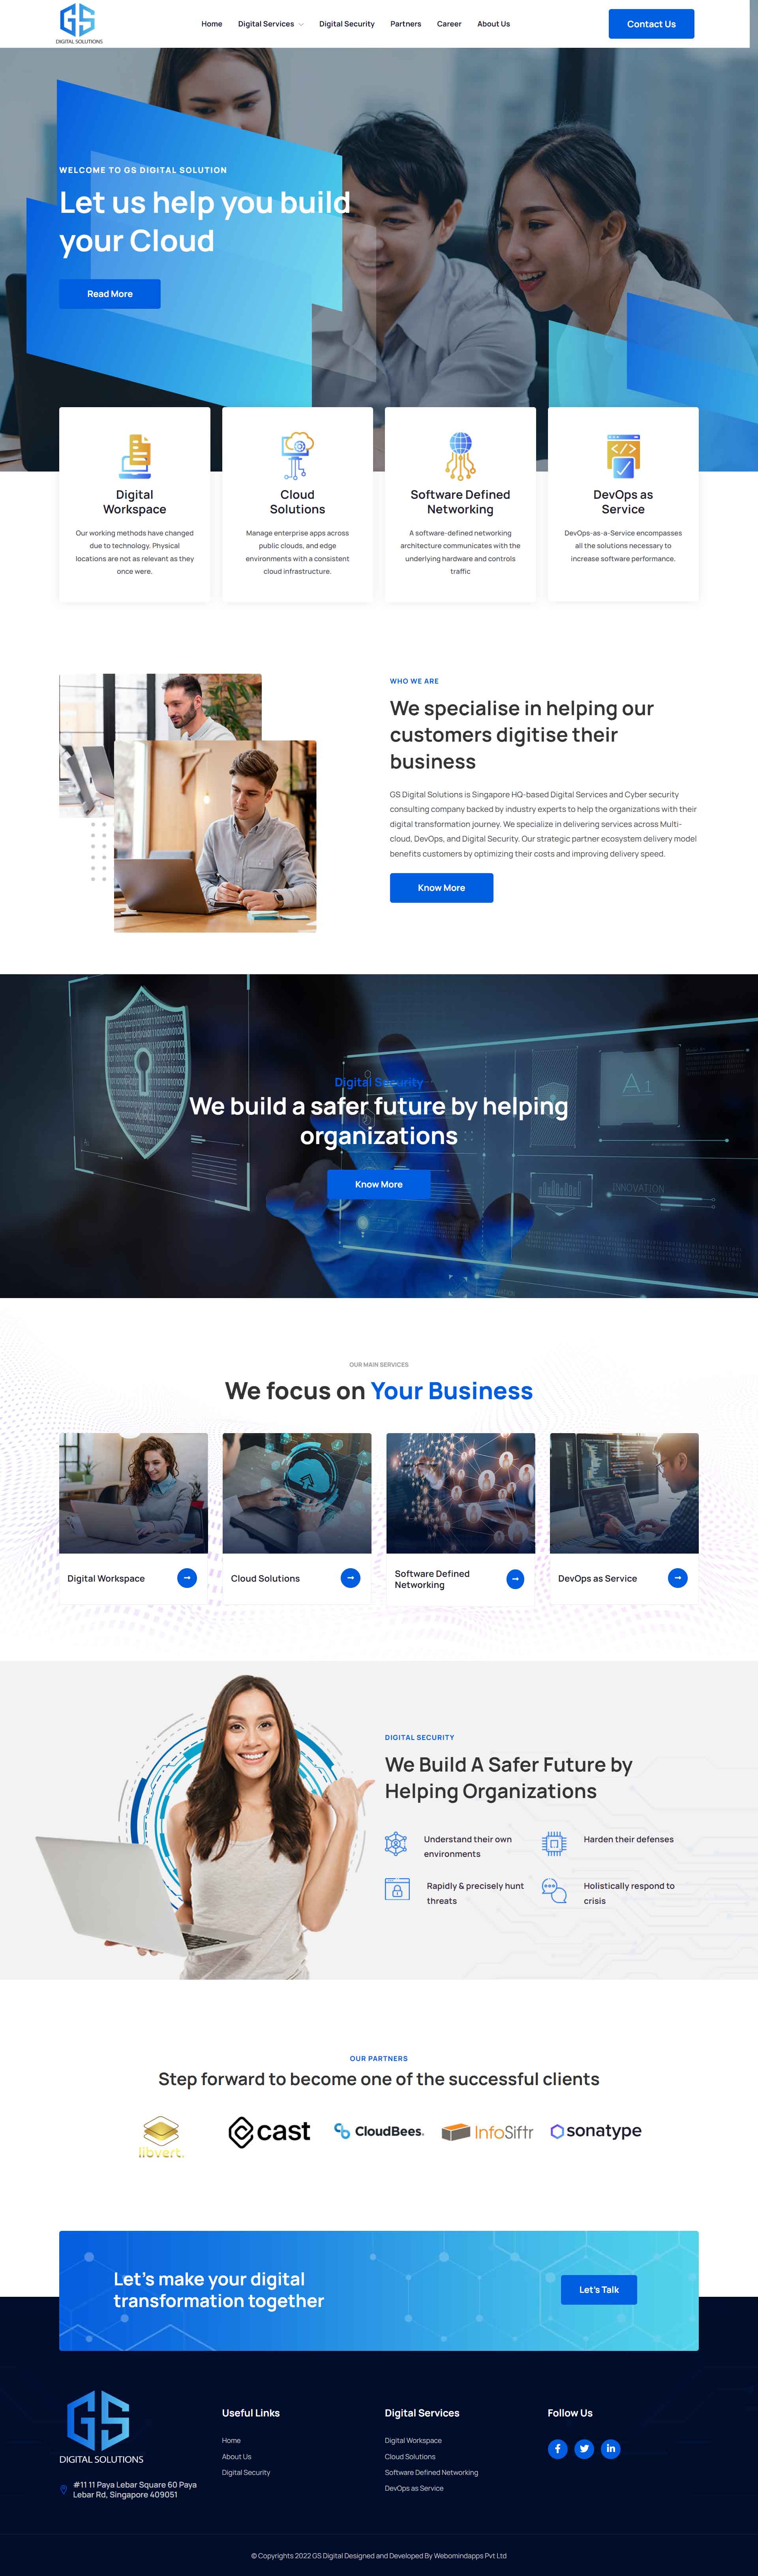 GS
DIGITAL SOLUTIONS
Home
Digital Services
Digital Security
Partners
Career
About Us
Contact Us
WELCOME TO GS DIGITAL SOLUTION
Let us help you build
your Cloud
Read More
Digital
Workspace
Our working methods have changed
due to technology. Physical
locations are not as relevant as they
once were.
Cloud
Solutions
Manage enterprise apps across
public clouds, and edge
environments with a consistent
cloud infrastructure.
Software Defined
Networking
A software-defined networking
architecture communicates with the
underlying hardware and controls
traffic
DevOps as
Service
DevOps-as-a-Service encompasses
all the solutions necessary to
increase software performance.
WHO WE ARE
We specialise in helping our
customers digitise their
business
GS Digital Solutions is Singapore HQ-based Digital Services and Cyber security
consulting company backed by industry experts to help the organizations with their
digital transformation journey. We specialize in delivering services across Multi-
cloud, DevOps, and Digital Security. Our strategic partner ecosystem delivery model
benefits customers by optimizing their costs and improving delivery speed.
Know More
Digital Security
We build a safer future by helping
organizations
Know More
A1
INNOVATION
OUR MAIN SERVICES
We focus on Your Business
Digital Workspace
Cloud Solutions
Software Defined
Networking
DevOps as Service
DIGITAL SECURITY
We Build A Safer Future by
Helping Organizations
Understand their own
environments
Harden their defenses
Rapidly & precisely hunt
threats
Holistically respond to
crisis
OUR PARTNERS
Step forward to become one of the successful clients
libvert.
cast
CloudBees.
InfoSiftr
sonatype
Let's make your digital
transformation together
Let's Talk
GS
DIGITAL SOLUTIONS
#11 11 Paya Lebar Square 60 Paya
Lebar Rd, Singapore 409051
Useful Links
Home
About Us
Digital Security
Digital Services
Digital Workspace
Cloud Solutions
Software Defined Networking
DevOps as Service
Follow Us
© Copyrights 2022 GS Digital Designed and Developed By Webomindapps Pvt Ltd